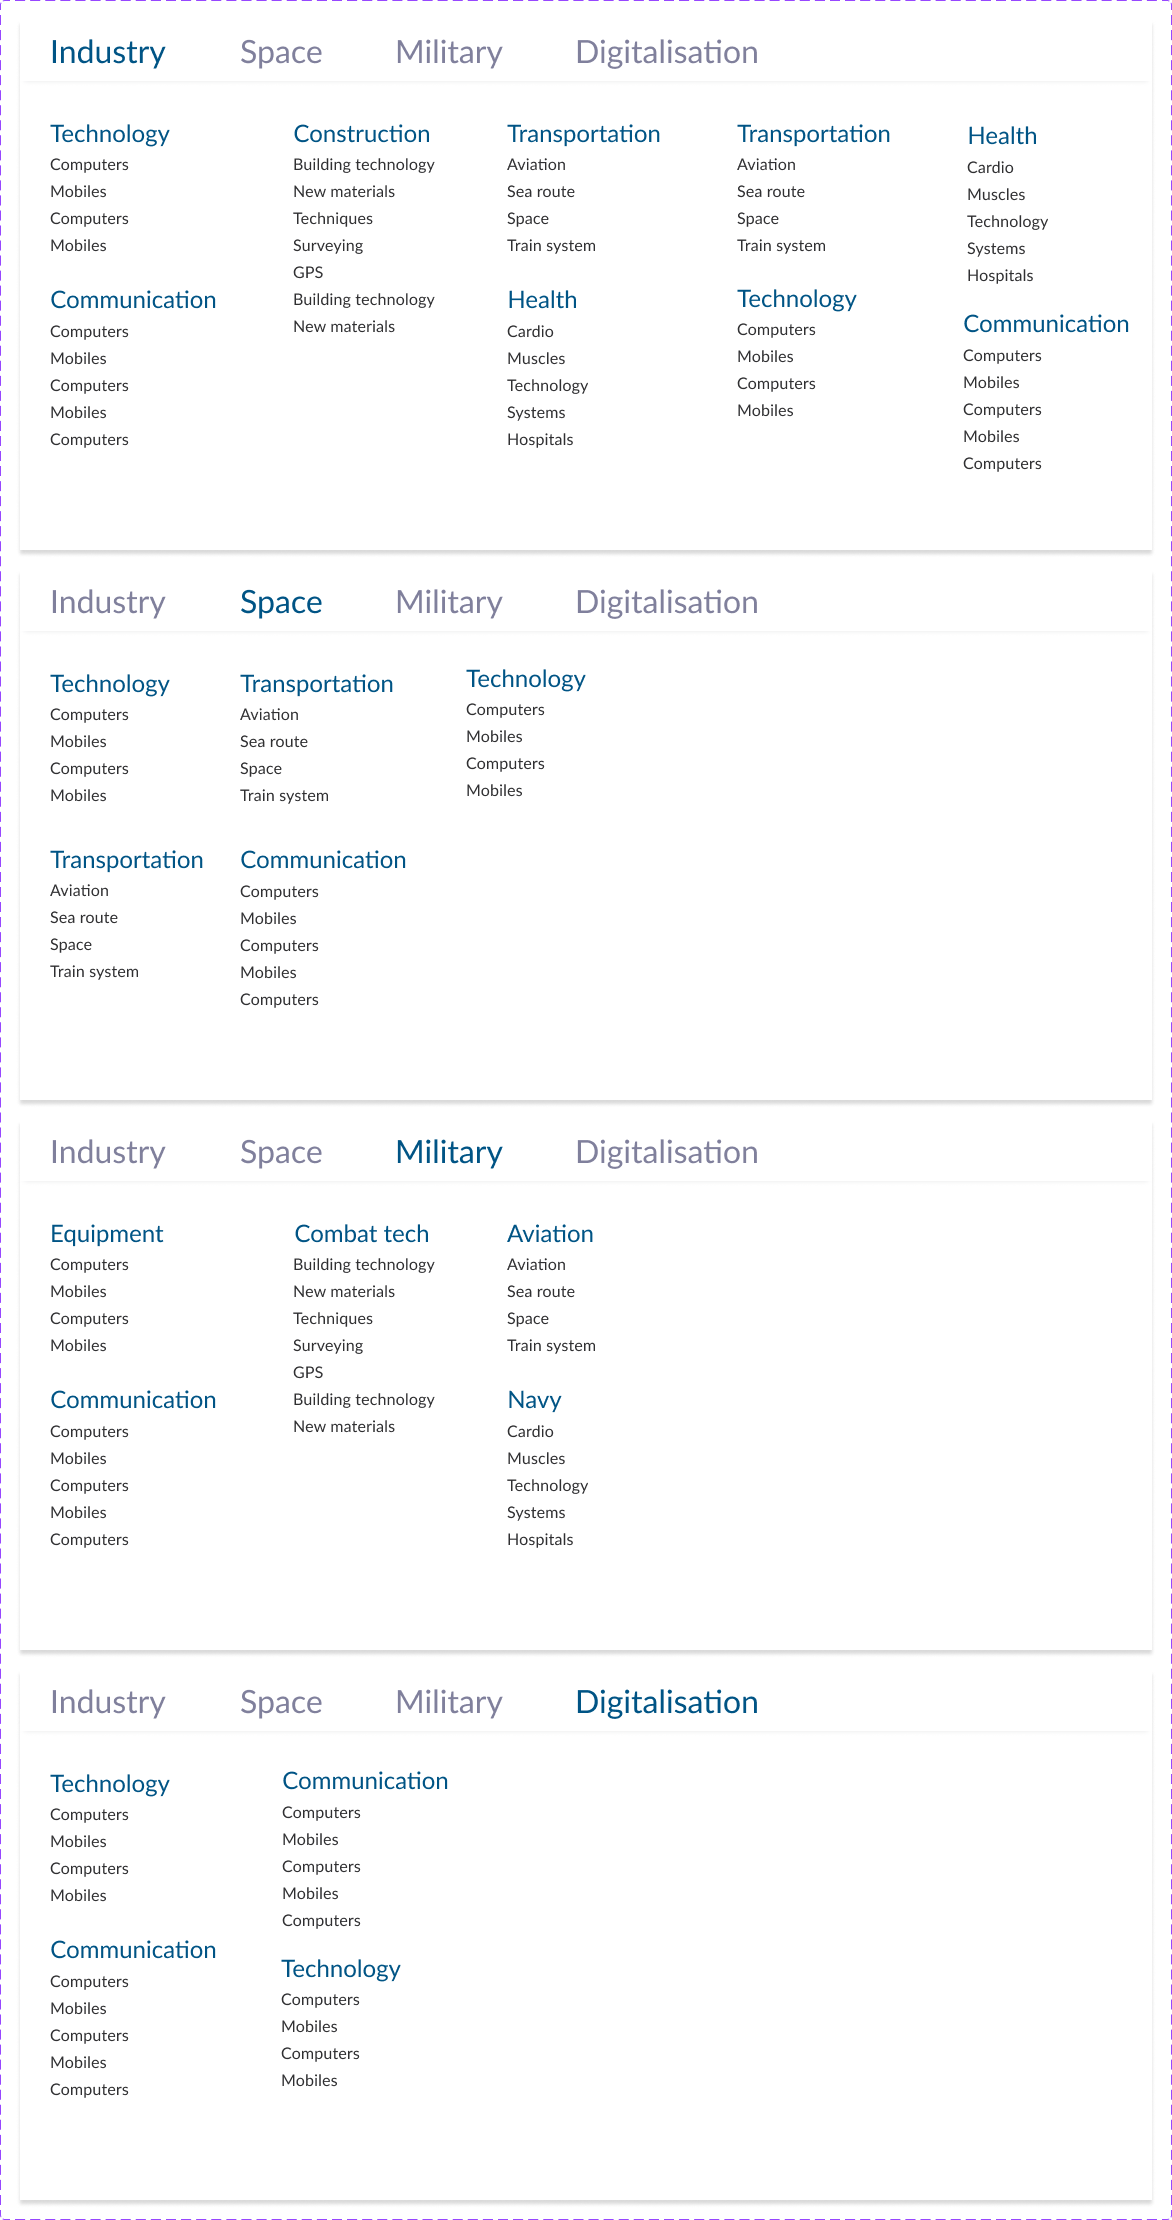 Industry Space Military Digitalisation
Technology
Computers
Mobiles
Computers
Mobiles
Communication
Computers
Mobiles
Computers
Mobiles
Computers
Construction
Building technology
New materials
Techniques
Surveying
GPS
Building technology
New materials
Transportation
Aviation
Sea route
Space
Train system
Health
Cardio
Muscles
Technology
Systems
Hospitals
Transportation
Aviation
Sea route
Space
Train system
Technology
Computers
Mobiles
Computers
Mobiles
Health
Cardio
Muscles
Technology
Systems
Hospitals
Communication
Computers
Mobiles
Computers
Mobiles
Computers
Industry Space Military Digitalisation
Technology
Computers
Mobiles
Computers
Mobiles
Transportation
Aviation
Sea route
Space
Train system
Transportation
Aviation
Sea route
Space
Train system
Communication
Computers
Mobiles
Computers
Mobiles
Computers
Technology
Computers
Mobiles
Computers
Mobiles
Industry Space Military Digitalisation
Equipment
Computers
Mobiles
Computers
Mobiles
Communication
Computers
Mobiles
Computers
Mobiles
Computers
Combat tech
Building technology
New materials
Techniques
Surveying
GPS
Building technology
New materials
Aviation
Aviation
Sea route
Space
Train system
Navy
Cardio
Muscles
Technology
Systems
Hospitals
Industry Space Military Digitalisation
Technology
Computers
Mobiles
Computers
Mobiles
Communication
Computers
Mobiles
Computers
Mobiles
Computers
Communication
Computers
Mobiles
Computers
Mobiles
Computers
Technology
Computers
Mobiles
Computers
Mobiles